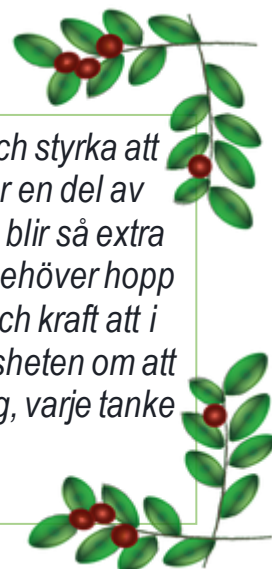 ch styrka att
r en del av
blir så extra
ehöver hopp
ch kraft att i
sheten om att
g, varje tanke